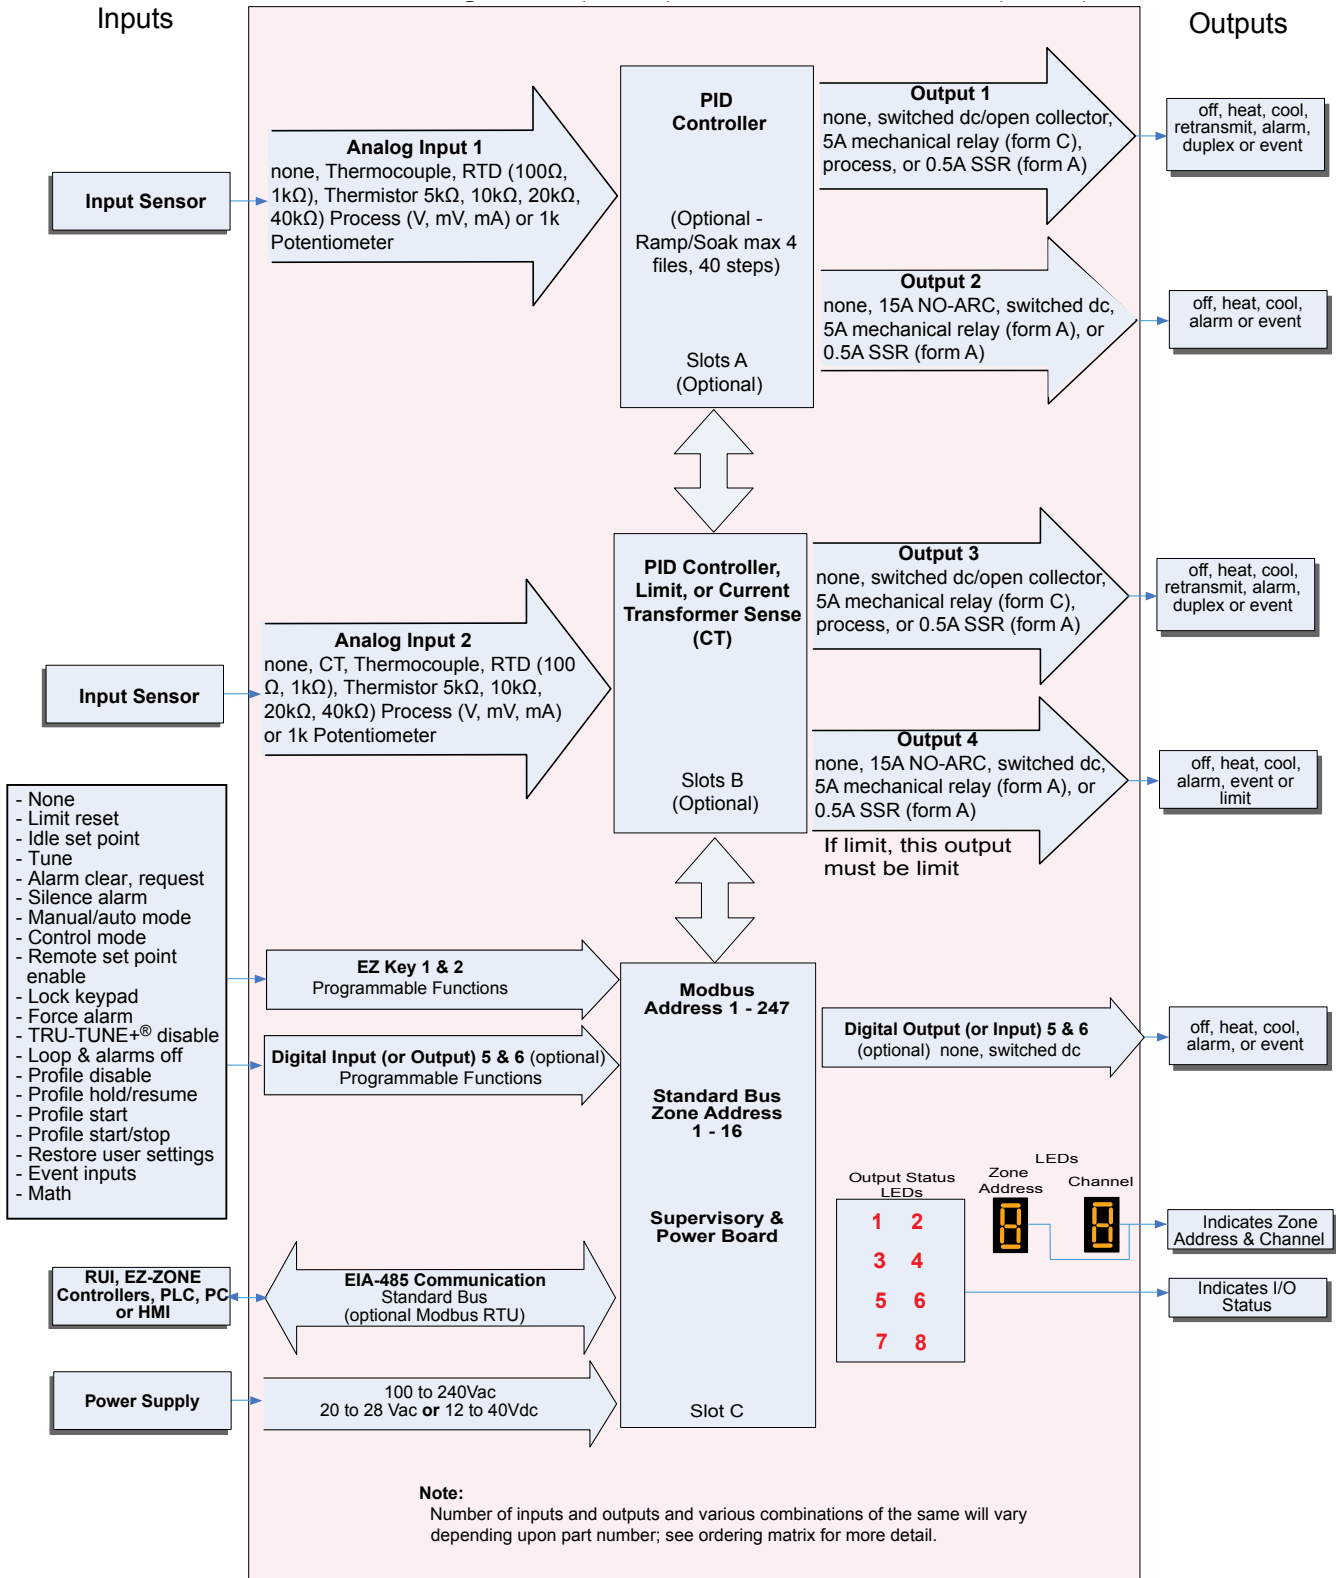 Inputs
Outputs
Input Sensor
Analog Input 1
none, Thermocouple, RTD (100Ω,
1kΩ), Thermistor 5kΩ, 10kΩ, 20kΩ,
40kΩ) Process (V, mV, mA) or 1k
Potentiometer
PID
Controller
(Optional -
Ramp/Soak max 4
files, 40 steps)
Slots A
(Optional)
Output 1
none, switched dc/open collector,
5A mechanical relay (form C),
process, or 0.5A SSR (form A)
off, heat, cool,
retransmit, alarm,
duplex or event
Output 2
none, 15A NO-ARC, switched dc,
5A mechanical relay (form A), or
0.5A SSR (form A)
off, heat, cool,
alarm or event
Input Sensor
Analog Input 2
none, CT, Thermocouple, RTD (100
Ω, 1kΩ), Thermistor 5kΩ, 10kΩ,
20kΩ, 40kΩ) Process (V, mV, mA)
or 1k Potentiometer
PID Controller,
Limit, or Current
Transformer Sense
(CT)
Slots B
(Optional)
Output 3
none, switched dc/open collector,
5A mechanical relay (form C),
process, or 0.5A SSR (form A)
off, heat, cool,
retransmit, alarm,
duplex or event
Output 4
none, 15A NO-ARC, switched dc,
5A mechanical relay (form A), or
0.5A SSR (form A)
If limit, this output
must be limit
off, heat, cool,
alarm, event or
limit
- None
- Limit reset
- Idle set point
- Tune
- Alarm clear, request
- Silence alarm
- Manual/auto mode
- Control mode
- Remote set point
enable
- Lock keypad
- Force alarm
- TRU-TUNE+® disable
- Loop & alarms off
- Profile disable
- Profile hold/resume
- Profile start
- Profile start/stop
- Restore user settings
- Event inputs
- Math
EZ Key 1 & 2
Programmable Functions
Digital Input (or Output) 5 & 6 (optional)
Programmable Functions
Modbus
Address 1 - 247
Standard Bus
Zone Address
1 - 16
Supervisory &
Power Board
Slot C
Digital Output (or Input) 5 & 6
(optional) none, switched dc
off, heat, cool,
alarm, or event
Output Status
LEDs
1 2
3 4
5 6
7 8
LEDs
Zone
Address
Channel
8 8
Indicates Zone
Address & Channel
Indicates I/O
Status
RUI, EZ-ZONE
Controllers, PLC, PC
or HMI
EIA-485 Communication
Standard Bus
(optional Modbus RTU)
Power Supply
100 to 240Vac
20 to 28 Vac or 12 to 40Vdc
Note:
Number of inputs and outputs and various combinations of the same will vary
depending upon part number; see ordering matrix for more detail.